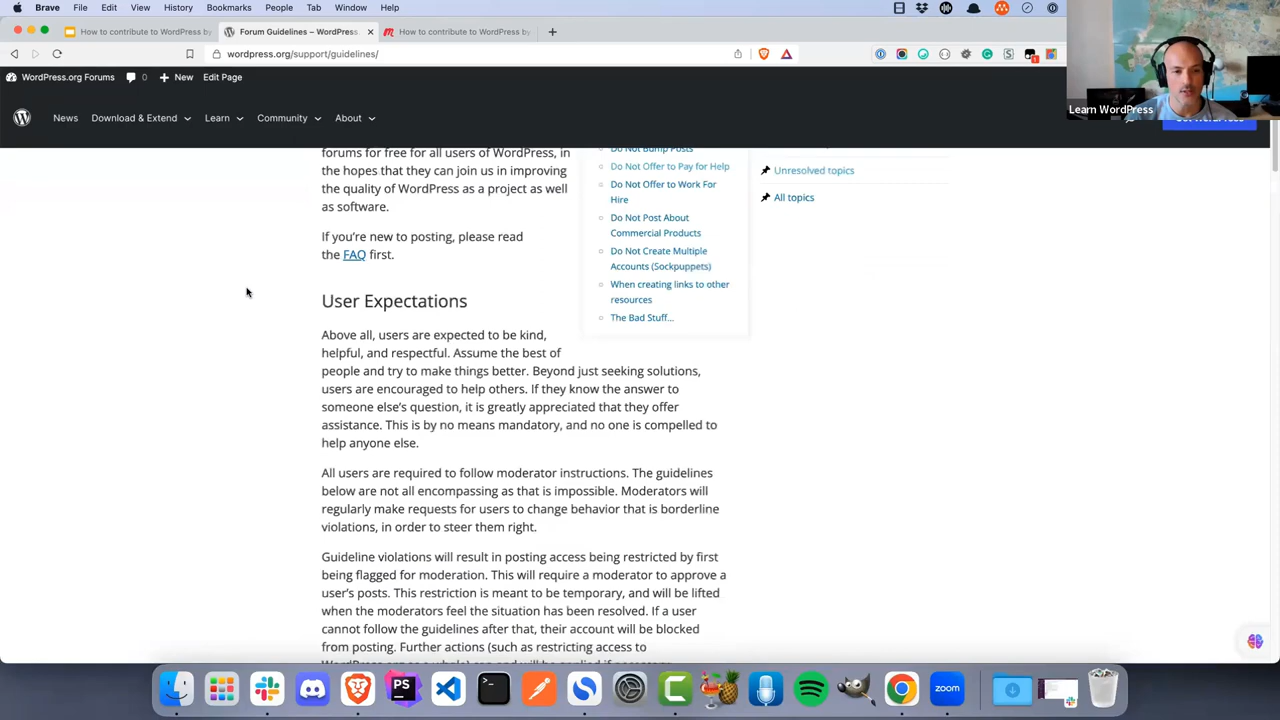 Brave File Edit View History Bookmarks People Tab Window Help
How to contribute to WordPress by
Forum Guidelines – WordPress.
How to contribute to WordPress by
wordpress.org/support/guidelines/
WordPress.org Forums 0 New Edit Page
News Download & Extend Learn Community About
Learn WordPress
forums for free for all users of WordPress, in
the hopes that they can join us in improving
the quality of WordPress as a project as well
as software.
If you're new to posting, please read
the FAQ first.
Do Not Bump Posts
Do Not Offer to Pay for Help
Do Not Offer to Work For
Hire
Do Not Post About
Commercial Products
Do Not Create Multiple
Accounts (Sockpuppets)
When creating links to other
resources
The Bad Stuff...
Unresolved topics
All topics
User Expectations
Above all, users are expected to be kind,
helpful, and respectful. Assume the best of
people and try to make things better. Beyond just seeking solutions,
users are encouraged to help others. If they know the answer to
someone else's question, it is greatly appreciated that they offer
assistance. This is by no means mandatory, and no one is compelled to
help anyone else.
All users are required to follow moderator instructions. The guidelines
below are not all encompassing as that is impossible. Moderators will
regularly make requests for users to change behavior that is borderline
violations, in order to steer them right.
Guideline violations will result in posting access being restricted by first
being flagged for moderation. This will require a moderator to approve a
user's posts. This restriction is meant to be temporary, and will be lifted
when the moderators feel the situation has been resolved. If a user
cannot follow the guidelines after that, their account will be blocked
from posting. Further actions (such as restricting access to
PS
zoom